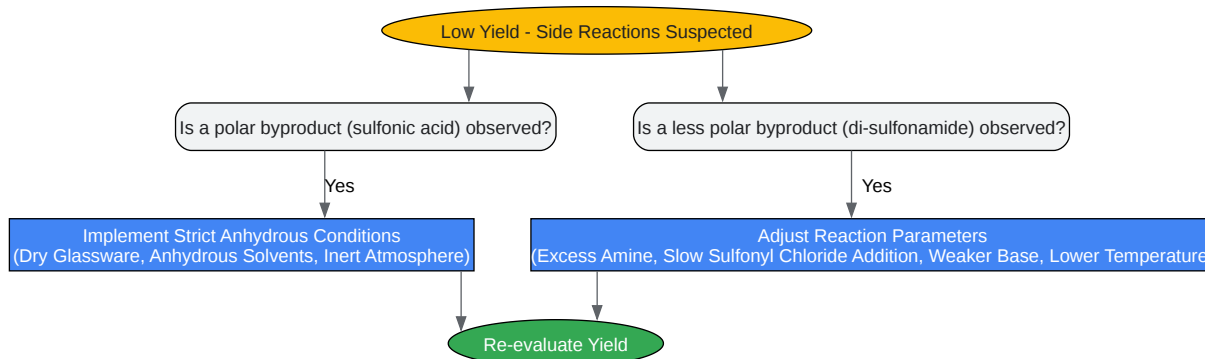 Low Yield - Side Reactions Suspected
Is a polar byproduct (sulfonic acid) observed?
Is a less polar byproduct (di-sulfonamide) observed?
Yes
Yes
Implement Strict Anhydrous Conditions
(Dry Glassware, Anhydrous Solvents, Inert Atmosphere)
Adjust Reaction Parameters
(Excess Amine, Slow Sulfonyl Chloride Addition, Weaker Base, Lower Temperature
Re-evaluate Yield